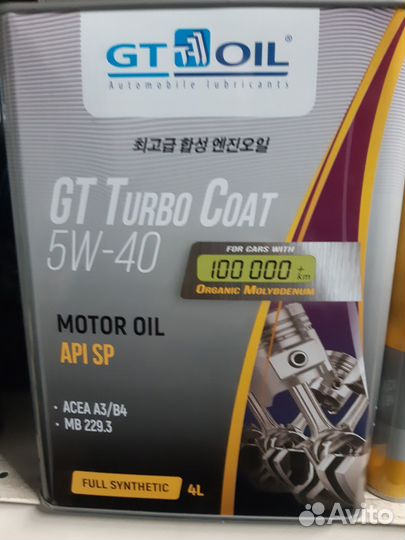 GT OIL®
Automobile lubricants
최고급 합성 엔진오일
GT TURBO COAT
5W-40
FOR CARS WITH
100 000 + km
ORGANIC MOLYBDENUM
MOTOR OIL
API SP
• ACEA A3/B4
• MB 229.3
FULL SYNTHETIC 4L
Avito